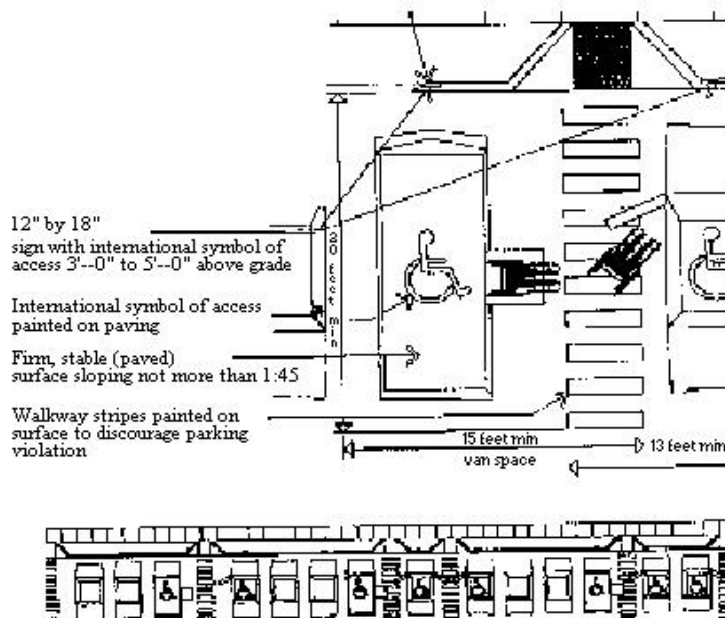 12" by 18"
sign with international symbol of
access 3'--0" to 5'--0" above grade
International symbol of access
painted on paving
Firm, stable (paved)
surface sloping not more than 1:45
Walkway stripes painted on
surface to discourage parking
violation
20 feet min
15 feet min
van space
13 feet min